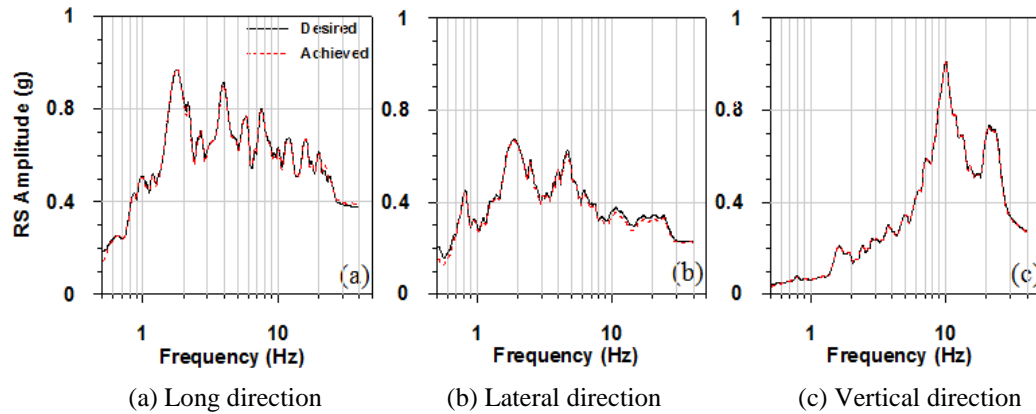 1
Desired
Achieved
0.8
RS Amplitude (g)
0.4
(a)
0
1 10
Frequency (Hz)
1
0.8
0.4
(b)
0
1 10
Frequency (Hz)
1
0.8
0.4
(c)
0
1 10
Frequency (Hz)
(a) Long direction
(b) Lateral direction
(c) Vertical direction